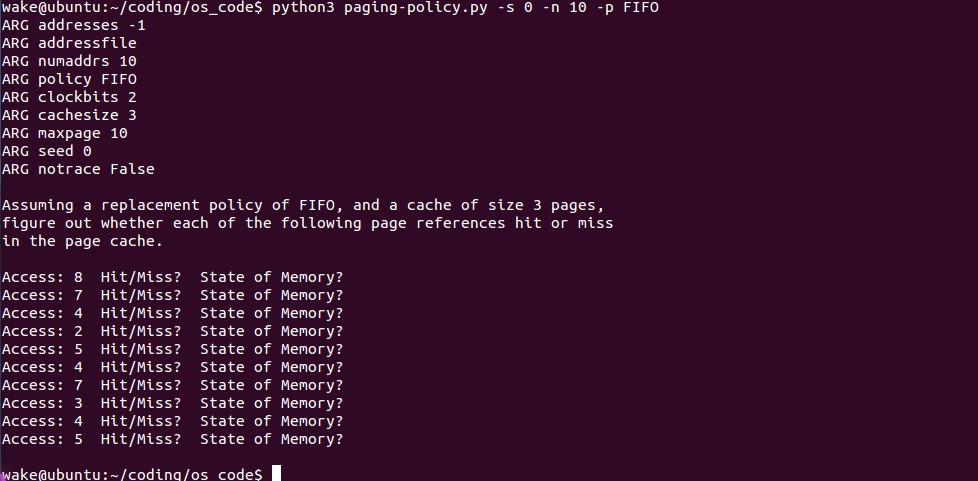 wake@ubuntu:~/coding/os_code$ python3 paging-policy.py -s 0 -n 10 -p FIFO
ARG addresses -1
ARG addressfile
ARG numaddrs 10
ARG policy FIFO
ARG clockbits 2
ARG cachesize 3
ARG maxpage 10
ARG seed 0
ARG notrace False

Assuming a replacement policy of FIFO, and a cache of size 3 pages,
figure out whether each of the following page references hit or miss
in the page cache.

Access: 8  Hit/Miss?  State of Memory?
Access: 7  Hit/Miss?  State of Memory?
Access: 4  Hit/Miss?  State of Memory?
Access: 2  Hit/Miss?  State of Memory?
Access: 5  Hit/Miss?  State of Memory?
Access: 4  Hit/Miss?  State of Memory?
Access: 7  Hit/Miss?  State of Memory?
Access: 3  Hit/Miss?  State of Memory?
Access: 4  Hit/Miss?  State of Memory?
Access: 5  Hit/Miss?  State of Memory?

wake@ubuntu:~/coding/os_code$